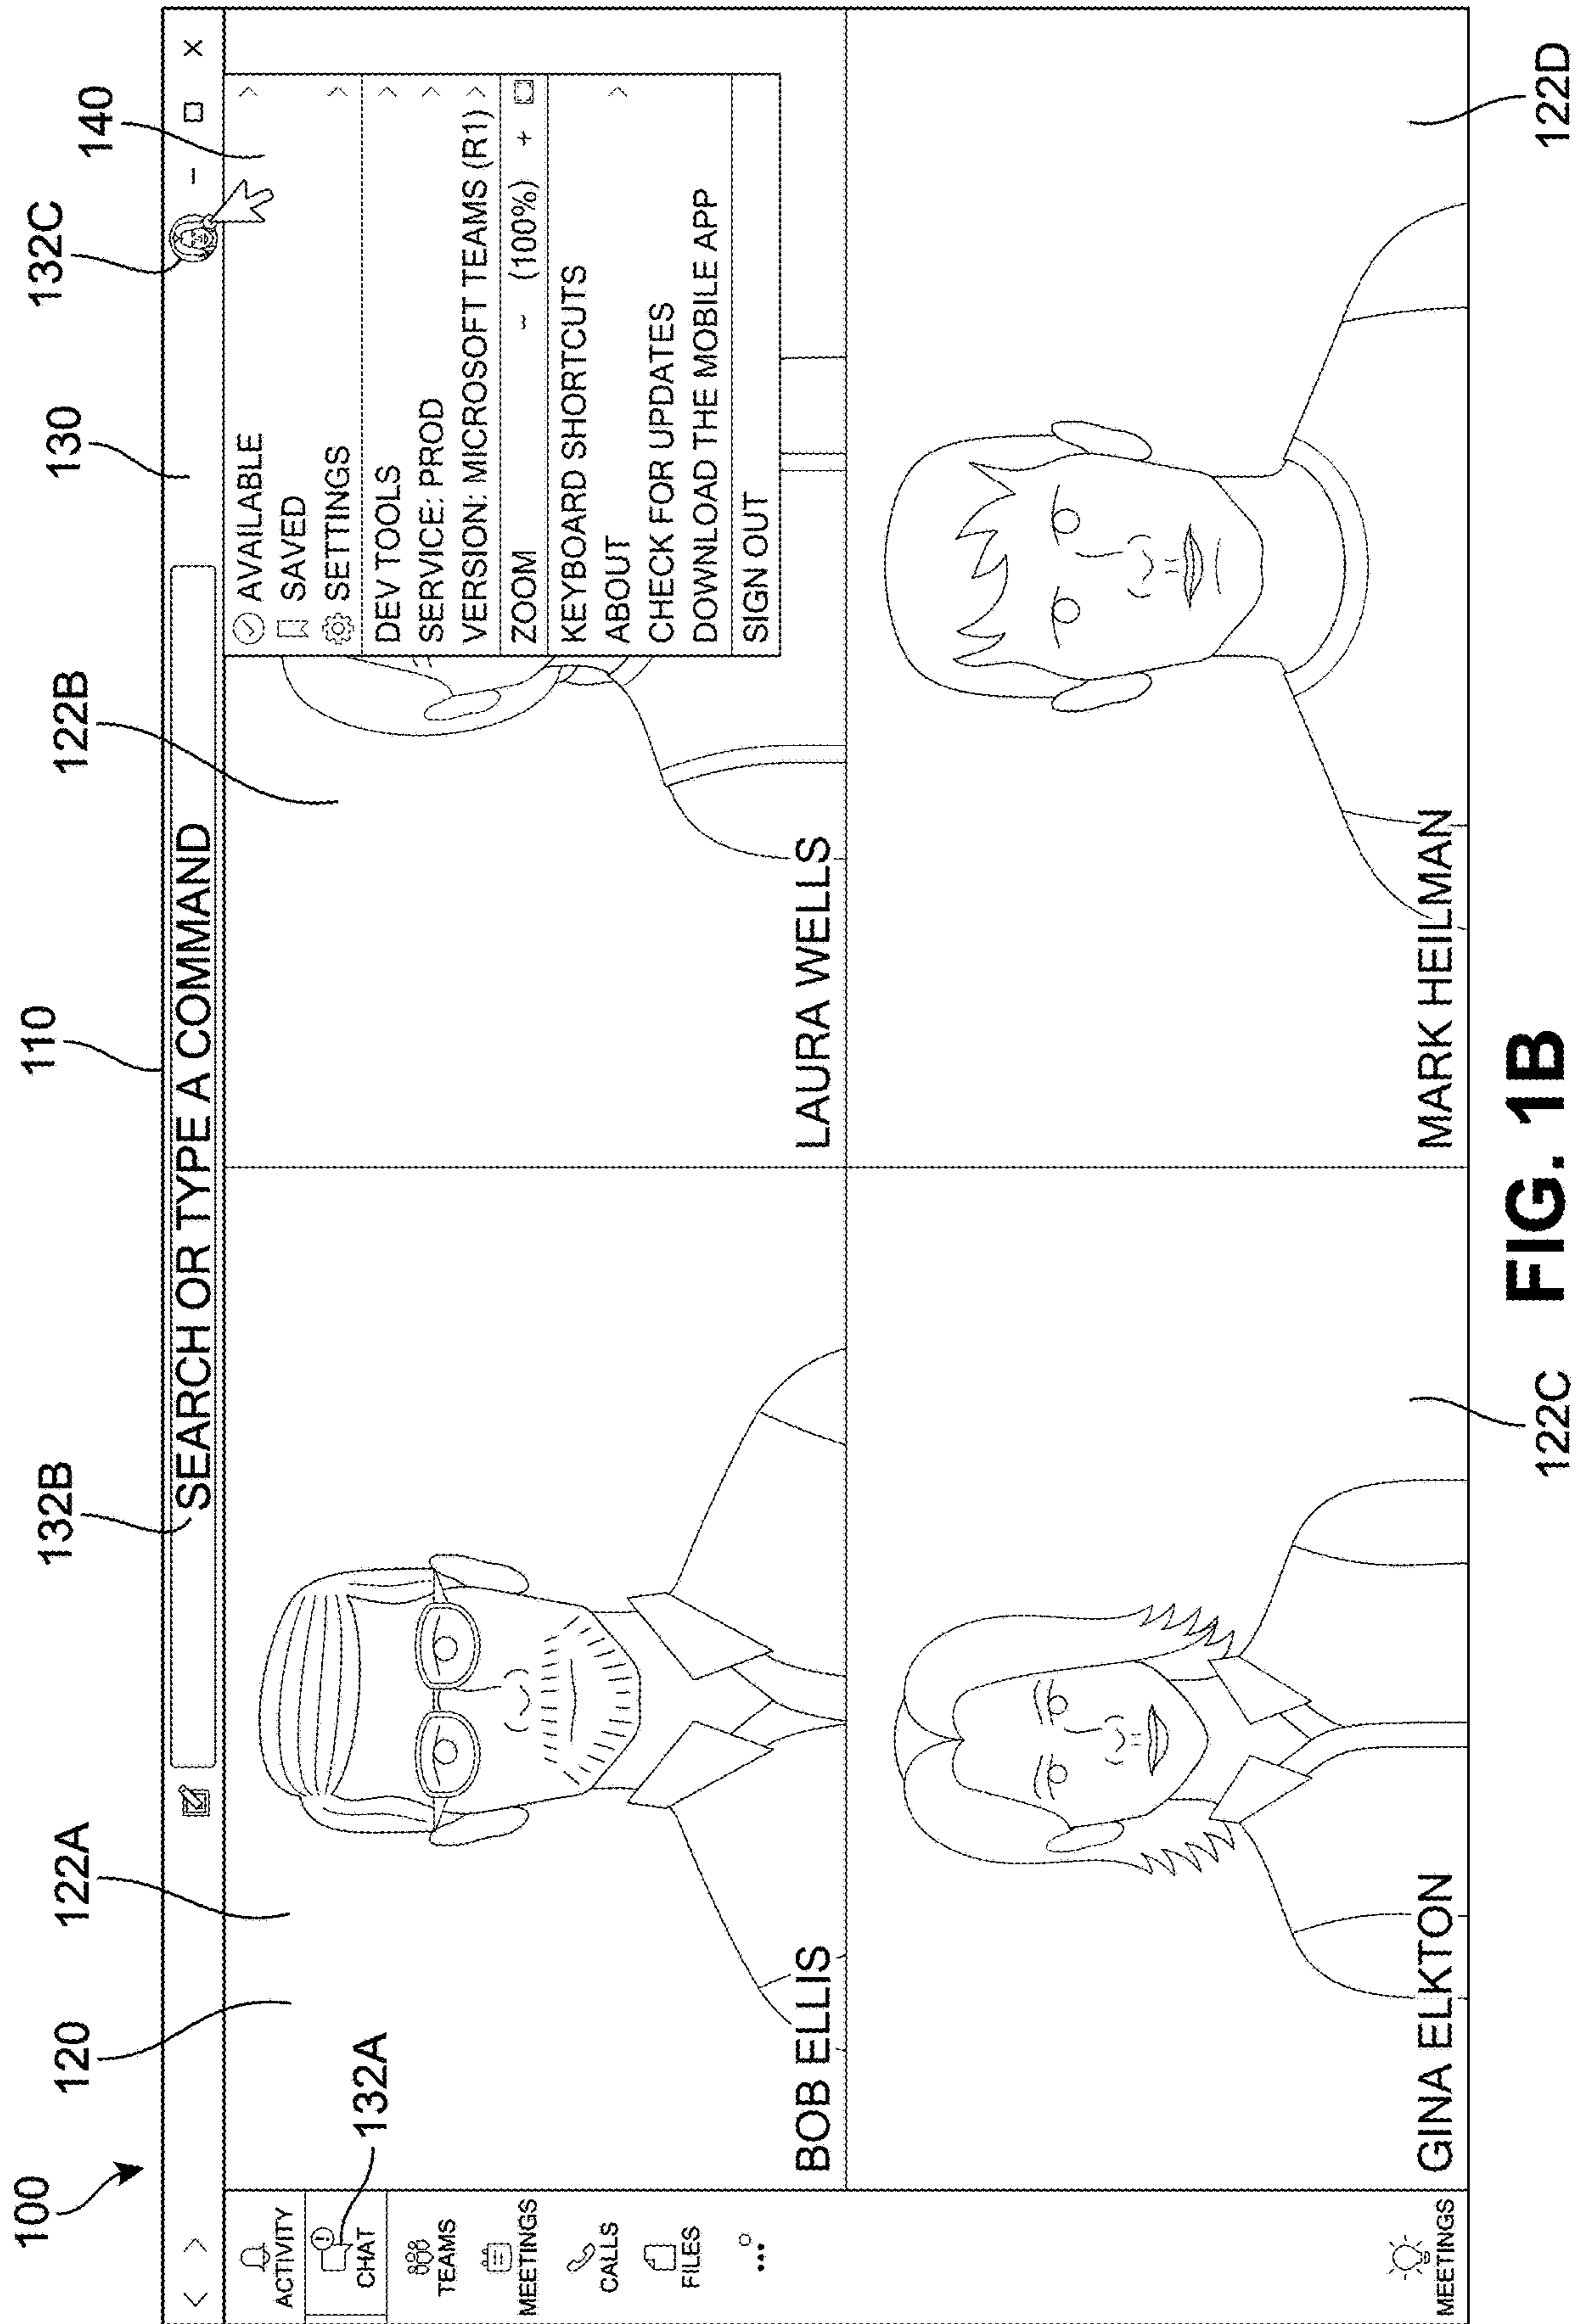 100
120
122A
132B
110
122B
130
132C
140
SEARCH OR TYPE A COMMAND
ACTIVITY
CHAT
132A
TEAMS
MEETINGS
CALLS
FILES
MEETINGS
AVAILABLE
SAVED
SETTINGS
DEV TOOLS
SERVICE: PROD
VERSION: MICROSOFT TEAMS (R1)
ZOOM - (100%) +
KEYBOARD SHORTCUTS
ABOUT
CHECK FOR UPDATES
DOWNLOAD THE MOBILE APP
SIGN OUT
BOB ELLIS
LAURA WELLS
GINA ELKTON
MARK HEILMAN
122C
122D
FIG. 1B